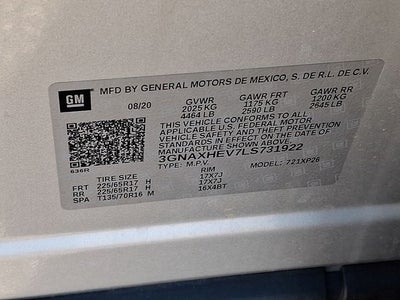 GM
MFD BY GENERAL MOTORS DE MEXICO, S. DE R.L. DE C.V.
08/20 GVWR GAWR FRT GAWR RR
2025 KG 1175 KG 1200 KG
4464 LB 2590 LB 2645 LB
THIS VEHICLE CONFORMS TO ALL
APPLICABLE U.S. FEDERAL MOTOR
VEHICLE SAFETY AND THEFT PREVENTION
STANDARDS IN EFFECT ON THE DATE OF
MANUFACTURE SHOWN ABOVE.
3GNAXHEV7LS731922
636R TYPE: M.P.V. MODEL: 721XP26
TIRE SIZE RIM
FRT 225/65R17 H 17X7J
RR 225/65R17 H 17X7J
SPA T135/70R16 M 16X4BT